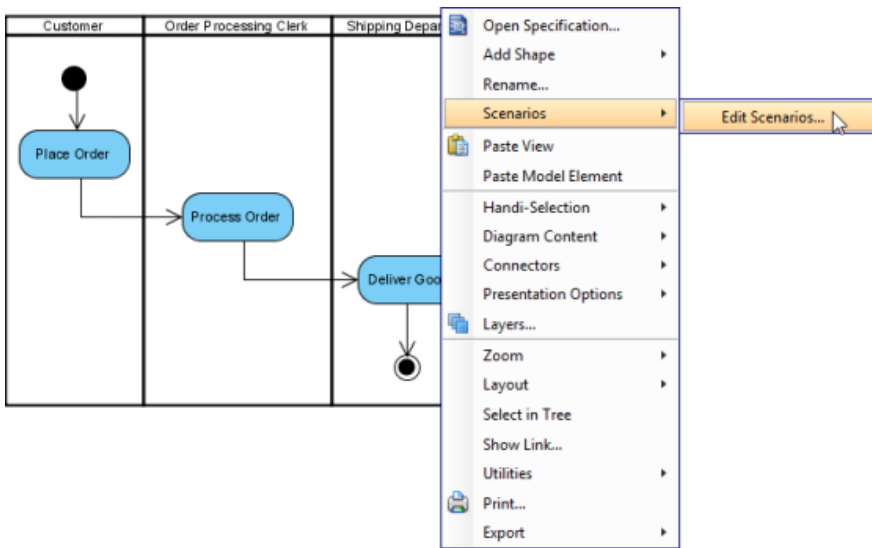 Customer
Order Processing Clerk
Shipping Depar
Place Order
Process Order
Deliver Goo
Open Specification...
Add Shape
Rename...
Scenarios
Edit Scenarios...
Paste View
Paste Model Element
Handi-Selection
Diagram Content
Connectors
Presentation Options
Layers...
Zoom
Layout
Select in Tree
Show Link...
Utilities
Print...
Export